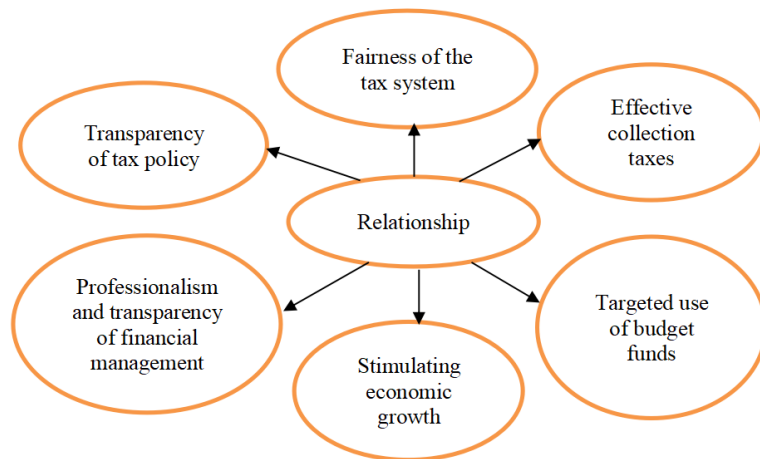 Fairness of the
tax system
Transparency
of tax policy
Effective
collection
taxes
Relationship
Professionalism
and transparency
of financial
management
Targeted use
of budget
funds
Stimulating
economic
growth